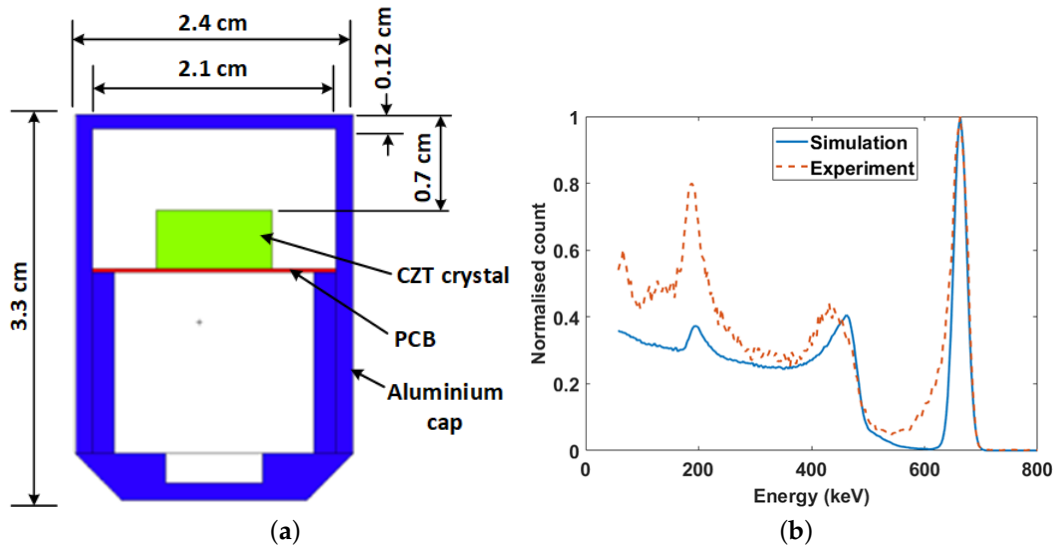 2.4 cm
2.1 cm
0.12 cm
0.7 cm
3.3 cm
CZT crystal
PCB
Aluminium
cap
(a)
Simulation
Experiment
Normalised count
1
0.8
0.6
0.4
0.2
0
0
200
400
600
800
Energy (keV)
(b)